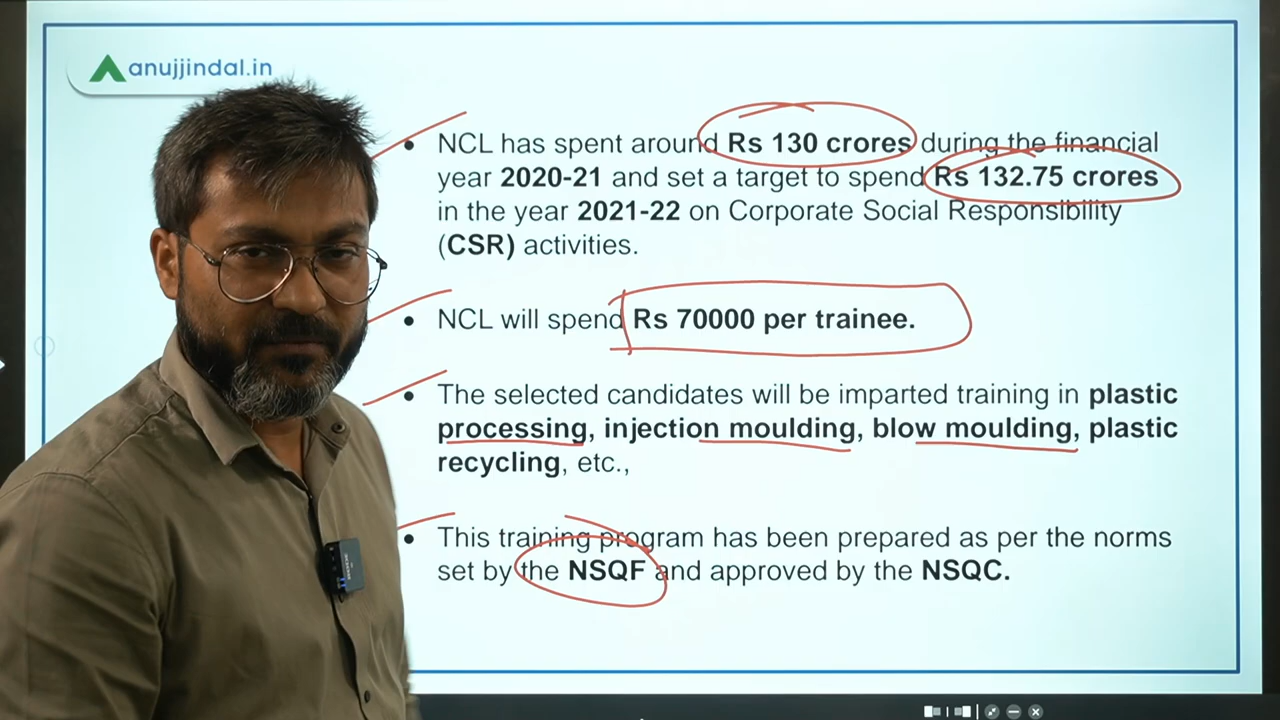 anujjindal.in
NCL has spent around Rs 130 crores during the financial
year 2020-21 and set a target to spend Rs 132.75 crores
in the year 2021-22 on Corporate Social Responsibility
(CSR) activities.
NCL will spend Rs 70000 per trainee.
The selected candidates will be imparted training in plastic
processing, injection moulding, blow moulding, plastic
recycling, etc.,
This training program has been prepared as per the norms
set by the NSQF and approved by the NSQC.